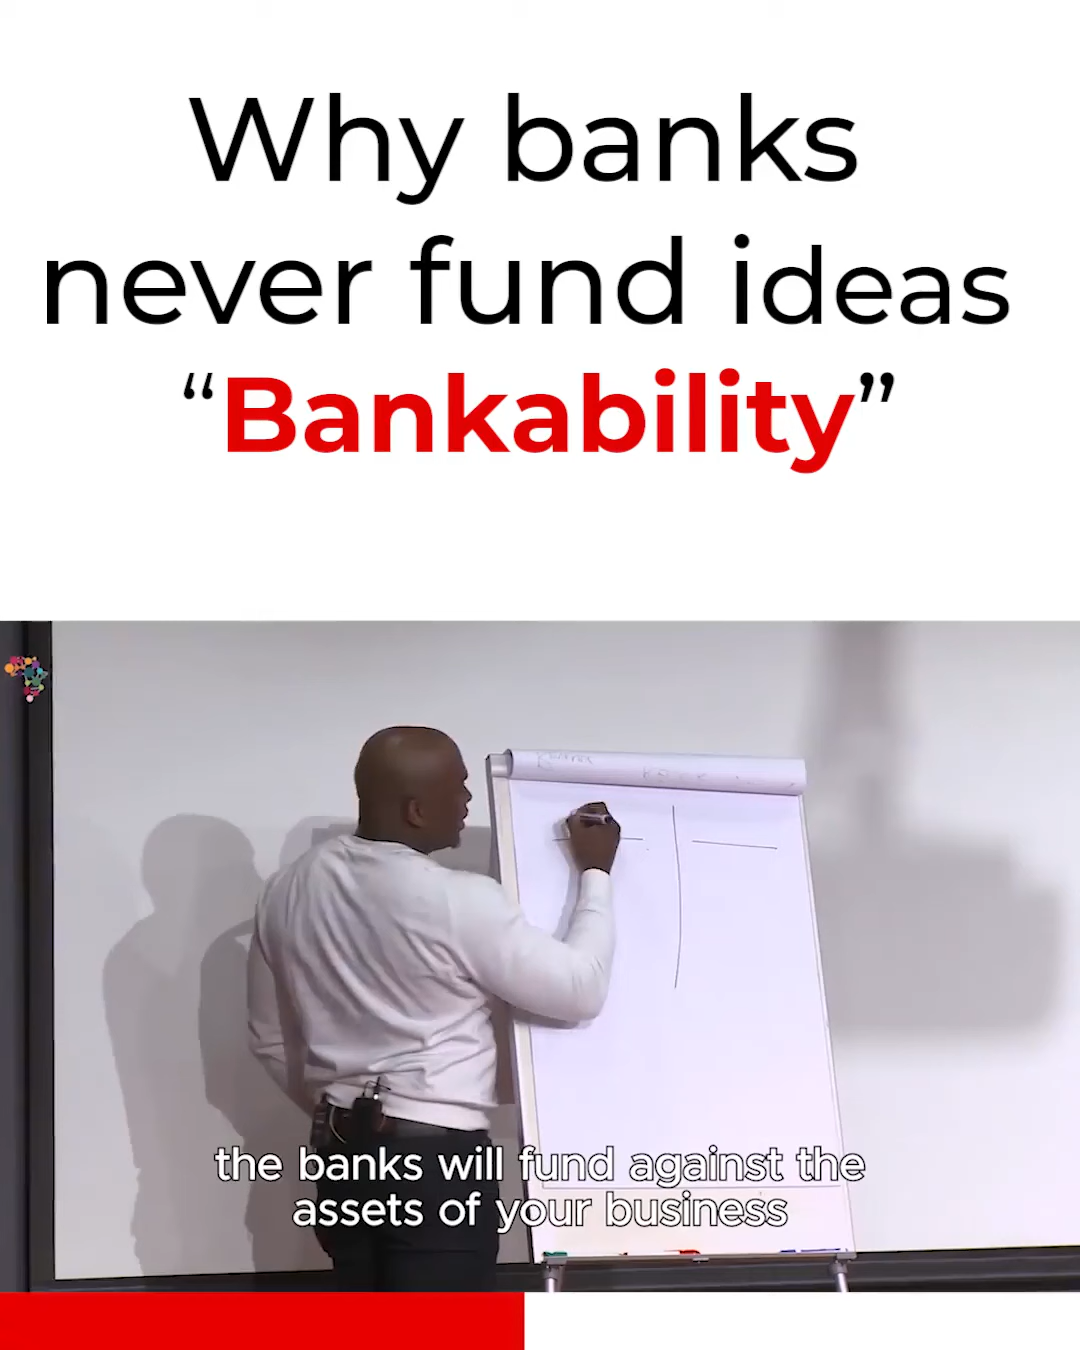 Why banks
never fund ideas
“Bankability”
the banks will fund against the
assets of your business